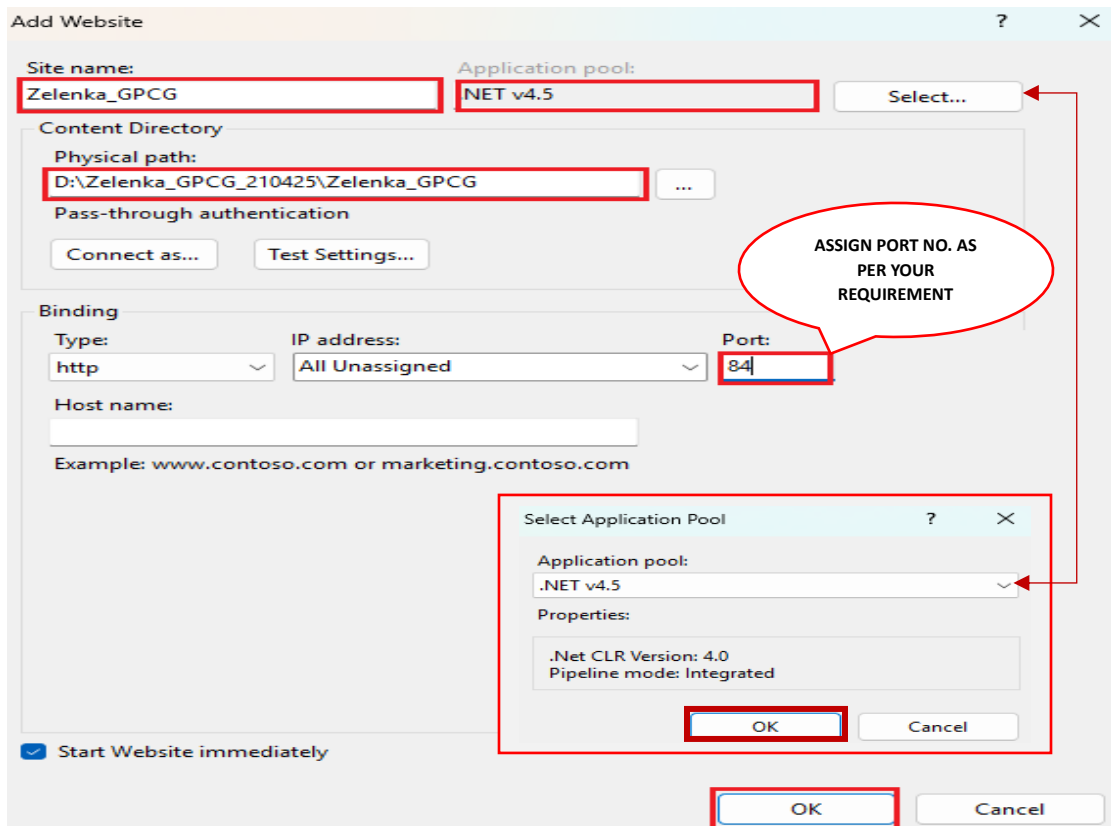 Add Website ? ×
Site name: Application pool:
Zelenka_GPCG .NET v4.5 Select...
Content Directory
Physical path:
D:\Zelenka_GPCG_210425\Zelenka_GPCG ...
Pass-through authentication
Connect as... Test Settings...
ASSIGN PORT NO. AS
PER YOUR
REQUIREMENT
Binding
Type: IP address: Port:
http All Unassigned 84
Host name:
Example: www.contoso.com or marketing.contoso.com
Select Application Pool ? ×
Application pool:
.NET v4.5
Properties:
.Net CLR Version: 4.0
Pipeline mode: Integrated
OK Cancel
Start Website immediately
OK Cancel